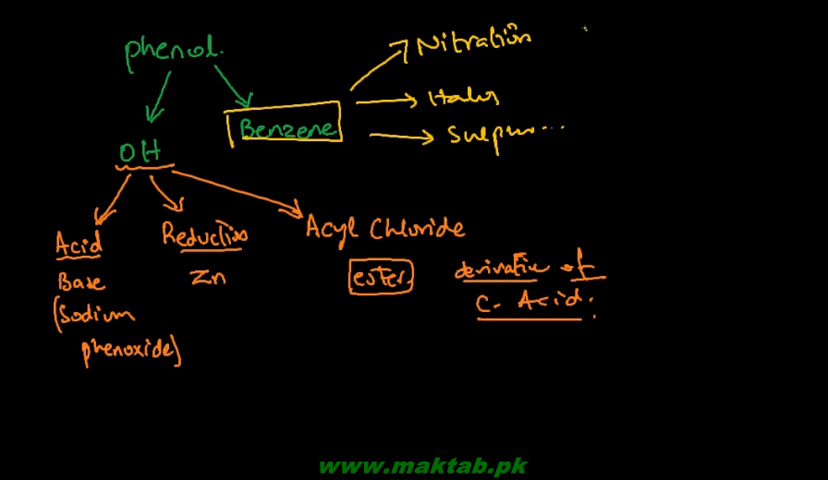 phenol.
Nitration
Halo
Benzene
Sulpho...
OH
Acid
Reduction
Acyl Chloride
Base
Zn
ester.
derivative of
C. Acid.
(Sodium
phenoxide)
www.maktab.pk